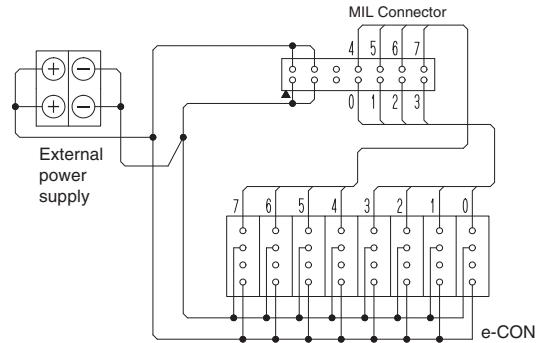 MIL Connector
4 5 6 7
+ −
+ −
0 1 2 3
External
power
supply
7 6 5 4 3 2 1 0
e-CON